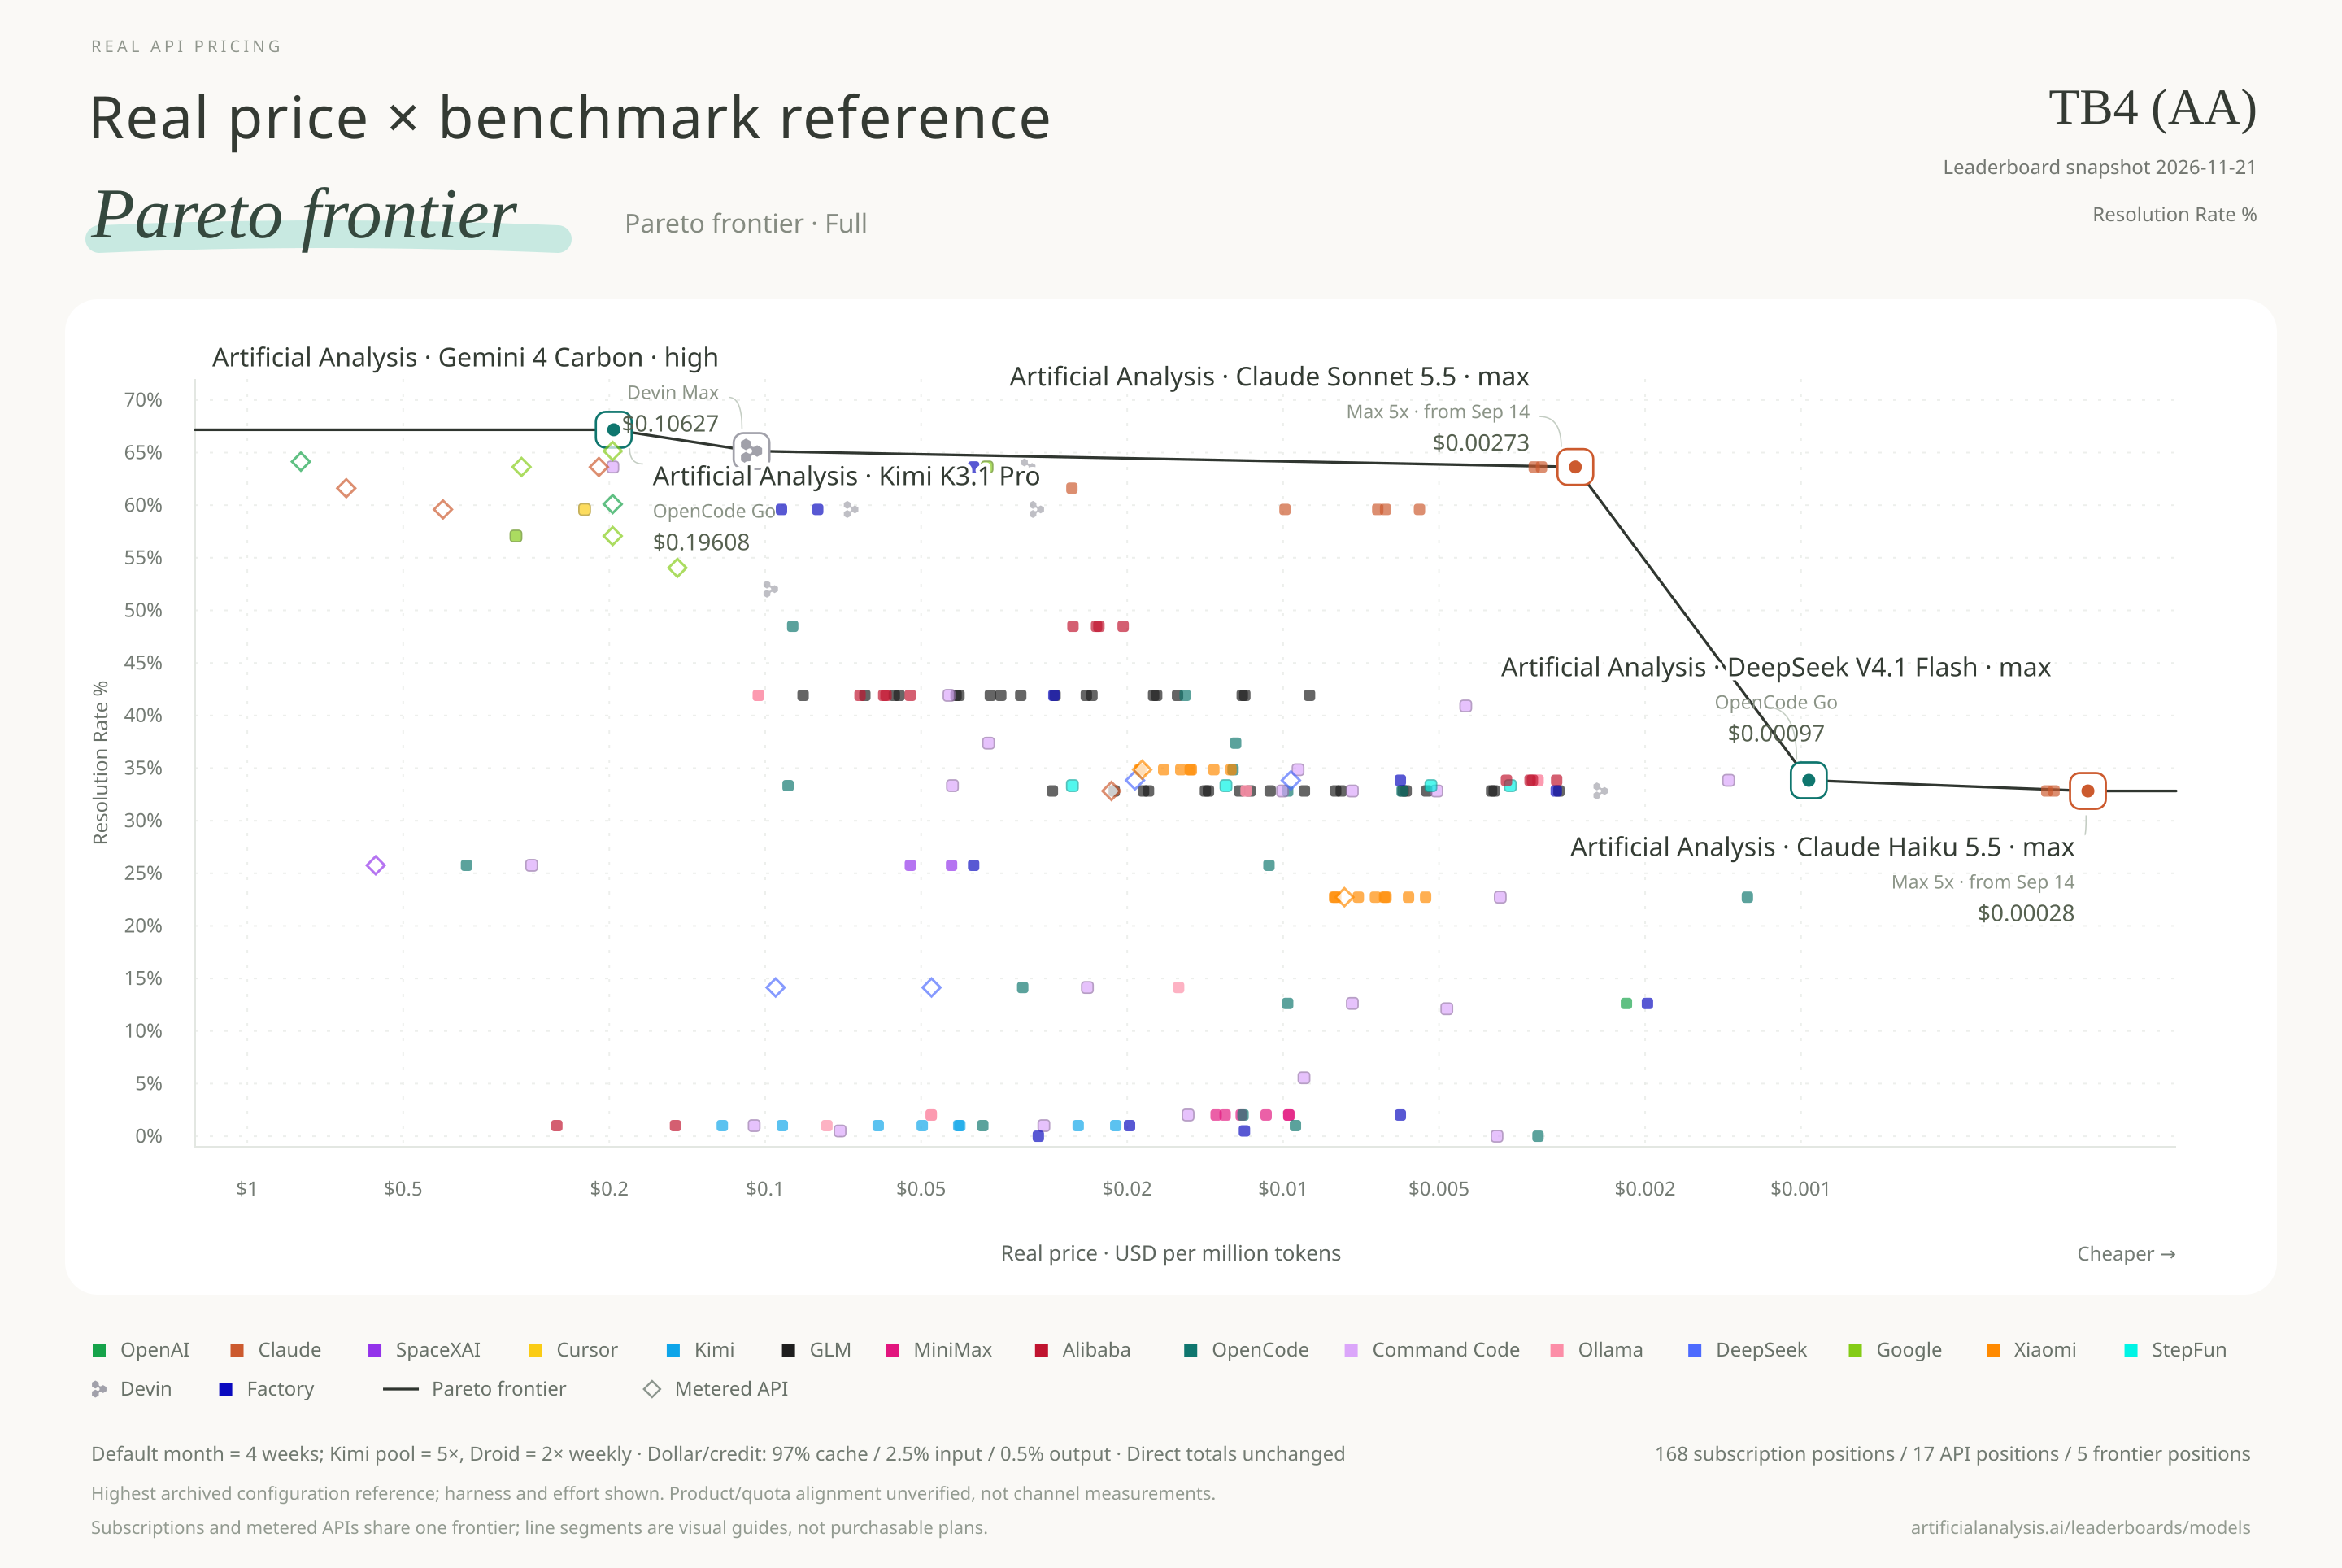 REAL API PRICING
Real price × benchmark reference
Pareto frontier
Pareto frontier · Full
TB4 (AA)
Leaderboard snapshot 2026-11-21
Resolution Rate %
Artificial Analysis · Gemini 4 Carbon · high
Devin Max
$0.10627
Artificial Analysis · Claude Sonnet 5.5 · max
Max 5x · from Sep 14
$0.00273
Artificial Analysis · Kimi K3.1 Pro
OpenCode Go
$0.19608
Artificial Analysis · DeepSeek V4.1 Flash · max
OpenCode Go
$0.00097
Artificial Analysis · Claude Haiku 5.5 · max
Max 5x · from Sep 14
$0.00028
Resolution Rate %
70%
65%
60%
55%
50%
45%
40%
35%
30%
25%
20%
15%
10%
5%
0%
$1
$0.5
$0.2
$0.1
$0.05
$0.02
$0.01
$0.005
$0.002
$0.001
Real price · USD per million tokens
Cheaper →
OpenAI
Claude
SpaceXAI
Cursor
Kimi
GLM
MiniMax
Alibaba
OpenCode
Command Code
Ollama
DeepSeek
Google
Xiaomi
StepFun
Devin
Factory
Pareto frontier
Metered API
Default month = 4 weeks; Kimi pool = 5×, Droid = 2× weekly · Dollar/credit: 97% cache / 2.5% input / 0.5% output · Direct totals unchanged
168 subscription positions / 17 API positions / 5 frontier positions
Highest archived configuration reference; harness and effort shown. Product/quota alignment unverified, not channel measurements.
Subscriptions and metered APIs share one frontier; line segments are visual guides, not purchasable plans.
artificialanalysis.ai/leaderboards/models